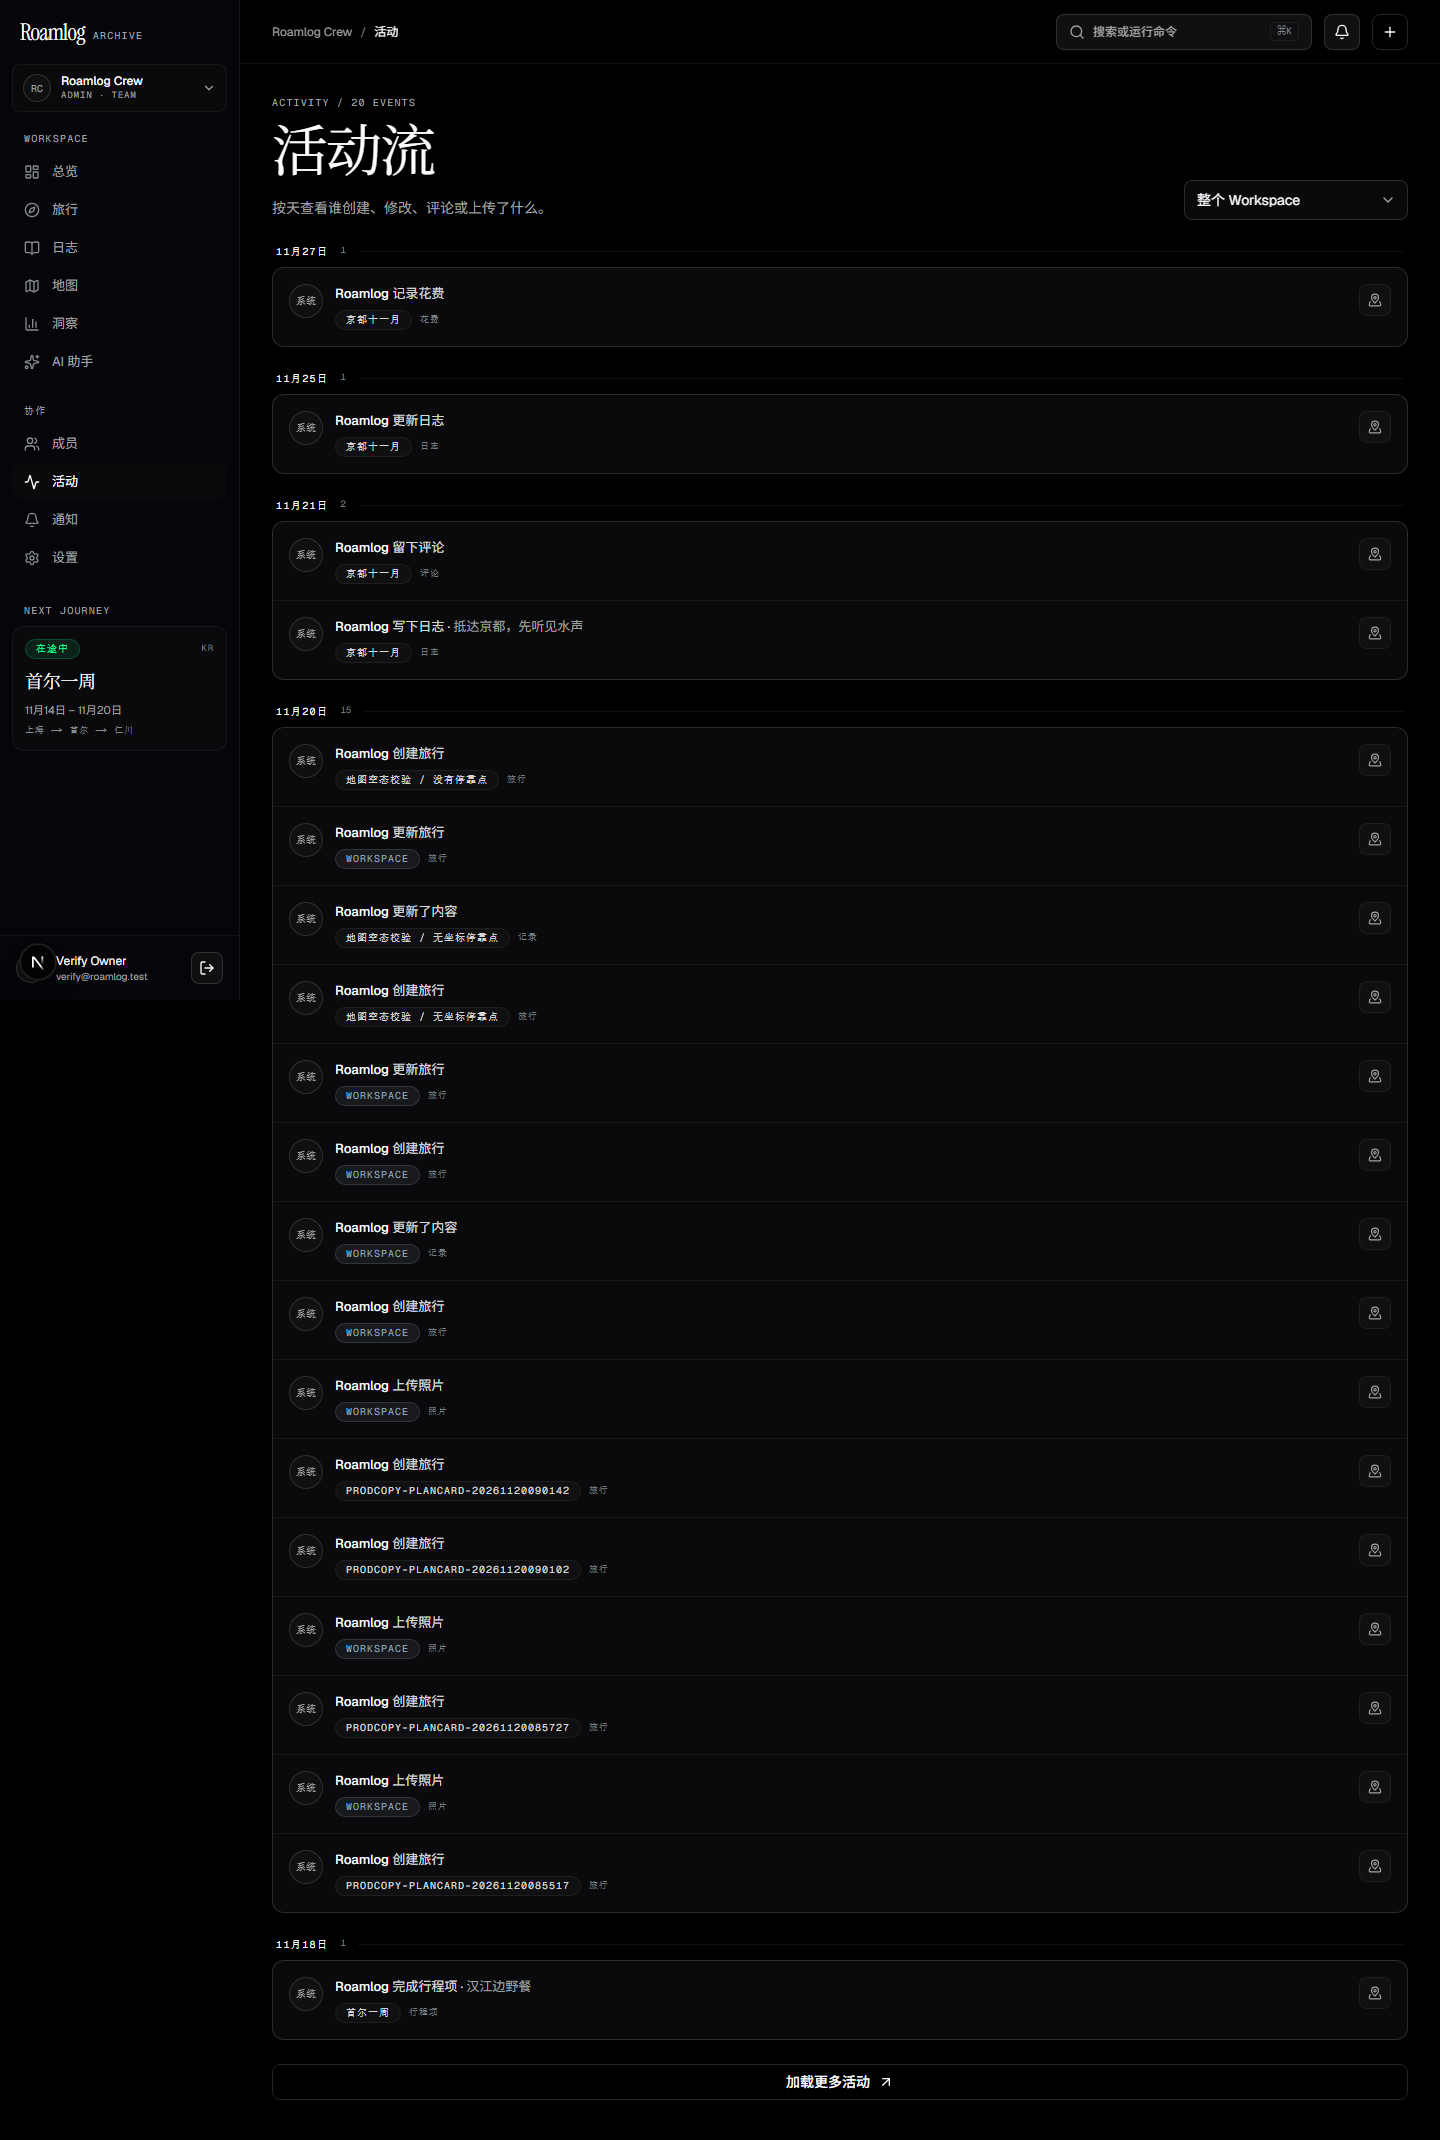 Roamlog ARCHIVE
RC
Roamlog Crew
ADMIN · TEAM
WORKSPACE
总览
旅行
日志
地图
洞察
AI 助手
协作
成员
活动
通知
设置
NEXT JOURNEY
在途中
KR
首尔一周
11月14日 – 11月20日
上海 → 首尔 → 仁川
N
Verify Owner
verify@roamlog.test
Roamlog Crew / 活动
搜索或运行命令
⌘K
ACTIVITY / 20 EVENTS
活动流
按天查看谁创建、修改、评论或上传了什么。
整个 Workspace
11月27日 1
系统
Roamlog 记录花费
京都十一月 花费
11月25日 1
系统
Roamlog 更新日志
京都十一月 日志
11月21日 2
系统
Roamlog 留下评论
京都十一月 评论
系统
Roamlog 写下日志 · 抵达京都，先听见水声
京都十一月 日志
11月20日 15
系统
Roamlog 创建旅行
地图空态校验 / 没有停靠点 旅行
系统
Roamlog 更新旅行
WORKSPACE 旅行
系统
Roamlog 更新了内容
地图空态校验 / 无坐标停靠点 记录
系统
Roamlog 创建旅行
地图空态校验 / 无坐标停靠点 旅行
系统
Roamlog 更新旅行
WORKSPACE 旅行
系统
Roamlog 创建旅行
WORKSPACE 旅行
系统
Roamlog 更新了内容
WORKSPACE 记录
系统
Roamlog 创建旅行
WORKSPACE 旅行
系统
Roamlog 上传照片
WORKSPACE 照片
系统
Roamlog 创建旅行
PRODCOPY-PLANCARD-20261120090142 旅行
系统
Roamlog 创建旅行
PRODCOPY-PLANCARD-20261120090102 旅行
系统
Roamlog 上传照片
WORKSPACE 照片
系统
Roamlog 创建旅行
PRODCOPY-PLANCARD-20261120085727 旅行
系统
Roamlog 上传照片
WORKSPACE 照片
系统
Roamlog 创建旅行
PRODCOPY-PLANCARD-20261120085517 旅行
11月18日 1
系统
Roamlog 完成行程项 · 汉江边野餐
首尔一周 行程项
加载更多活动